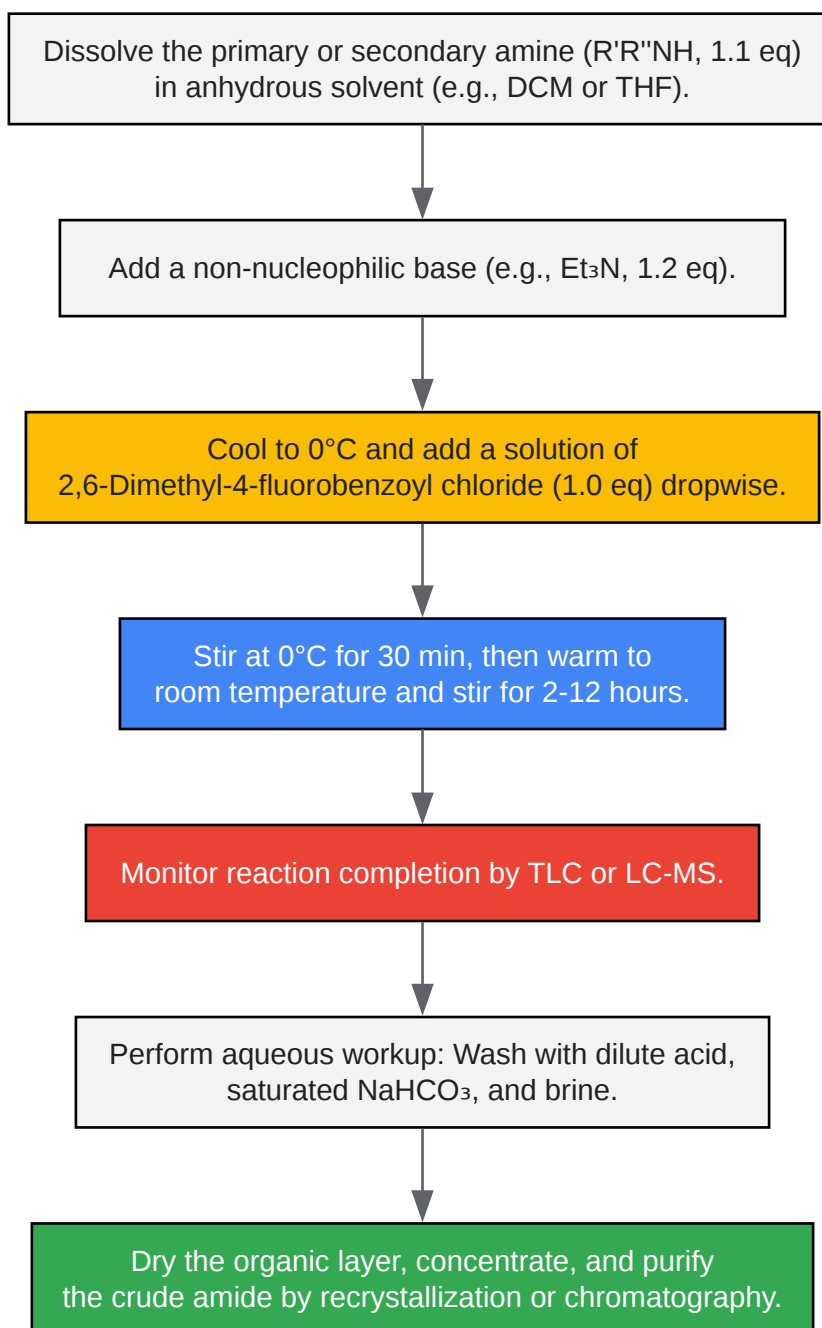 Dissolve the primary or secondary amine (R'R"NH, 1.1 eq)
in anhydrous solvent (e.g., DCM or THF).
Add a non-nucleophilic base (e.g., Et₃N, 1.2 eq).
Cool to 0°C and add a solution of
2,6-Dimethyl-4-fluorobenzoyl chloride (1.0 eq) dropwise.
Stir at 0°C for 30 min, then warm to
room temperature and stir for 2-12 hours.
Monitor reaction completion by TLC or LC-MS.
Perform aqueous workup: Wash with dilute acid,
saturated NaHCO₃, and brine.
Dry the organic layer, concentrate, and purify
the crude amide by recrystallization or chromatography.